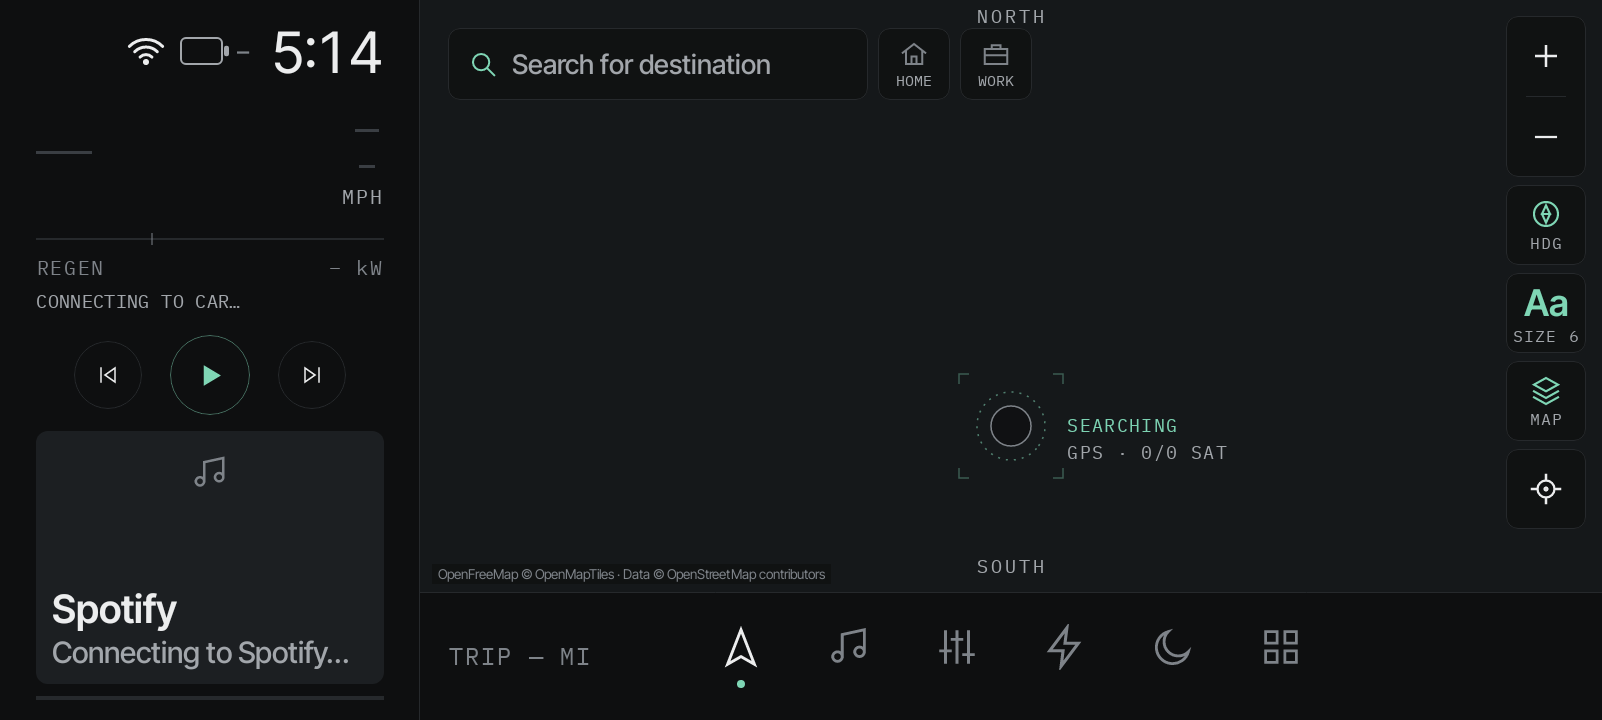 5:14
MPH
REGEN
– kW
CONNECTING TO CAR…
Spotify
Connecting to Spotify…
NORTH
Search for destination
HOME
WORK
HDG
Aa
SIZE 6
MAP
SEARCHING
GPS · 0/0 SAT
SOUTH
OpenFreeMap © OpenMapTiles · Data © OpenStreetMap contributors
TRIP — MI